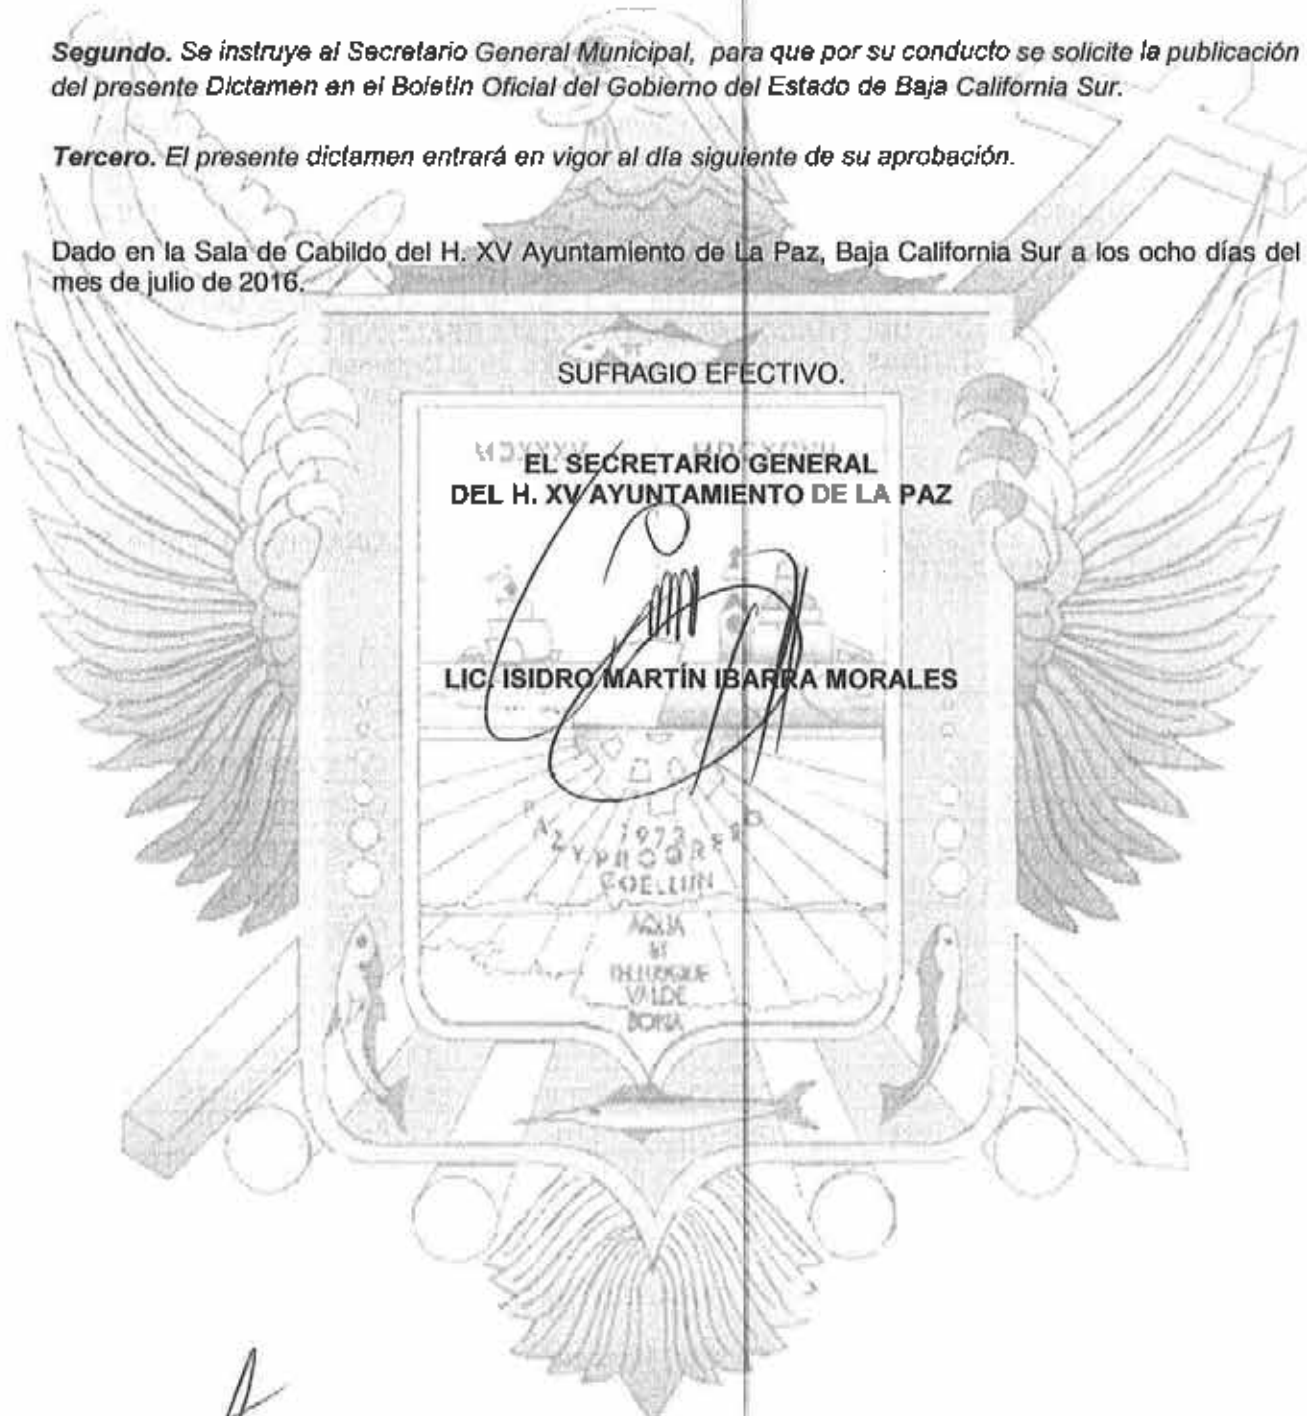 Segundo. Se instruye al Secretario General Municipal, para que por su conducto se solicite la publicación
del presente Dictamen en el Boletín Oficial del Gobierno del Estado de Baja California Sur.
Tercero. El presente dictamen entrará en vigor al día siguiente de su aprobación.
Dado en la Sala de Cabildo del H. XV Ayuntamiento de La Paz, Baja California Sur a los ocho días del
mes de julio de 2016.
SUFRAGIO EFECTIVO.
EL SECRETARIO GENERAL
DEL H. XV AYUNTAMIENTO DE LA PAZ
LIC. ISIDRO MARTÍN IBARRA MORALES
PAZ Y PROGRESO
1973
VALDE